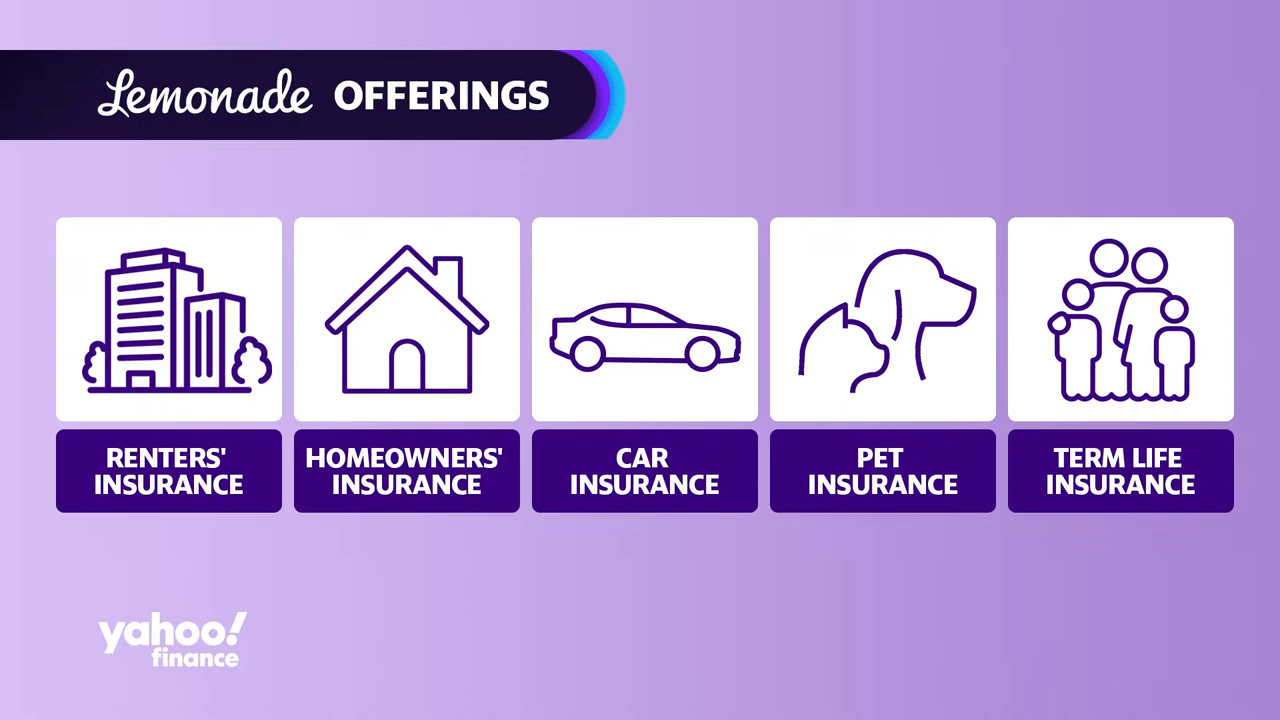 Lemonade OFFERINGS
RENTERS'
INSURANCE
HOMEOWNERS'
INSURANCE
CAR
INSURANCE
PET
INSURANCE
TERM LIFE
INSURANCE
yahoo!
finance